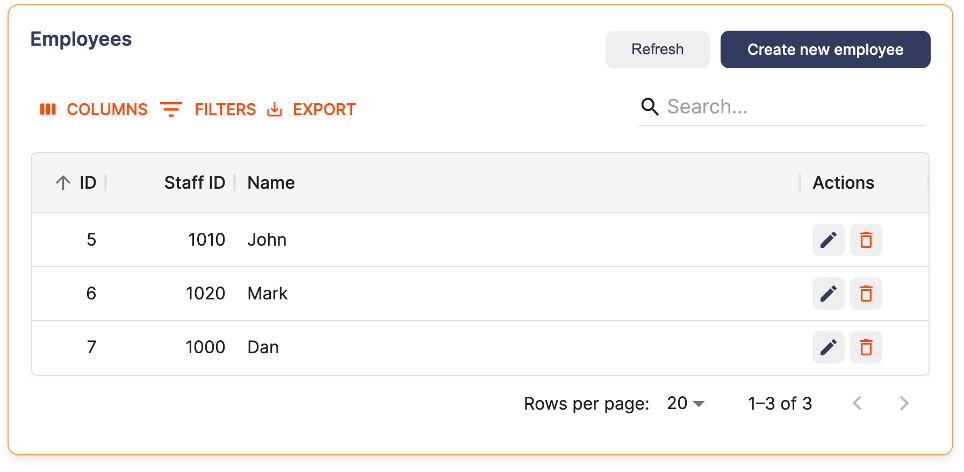 Employees
Refresh
Create new employee
COLUMNS FILTERS EXPORT
Search...
ID Staff ID Name Actions
5 1010 John
6 1020 Mark
7 1000 Dan
Rows per page: 20 1–3 of 3